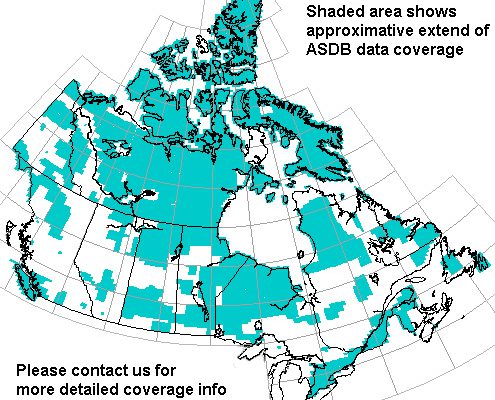 Shaded area shows
approximative extend of
ASDB data coverage
Please contact us for
more detailed coverage info